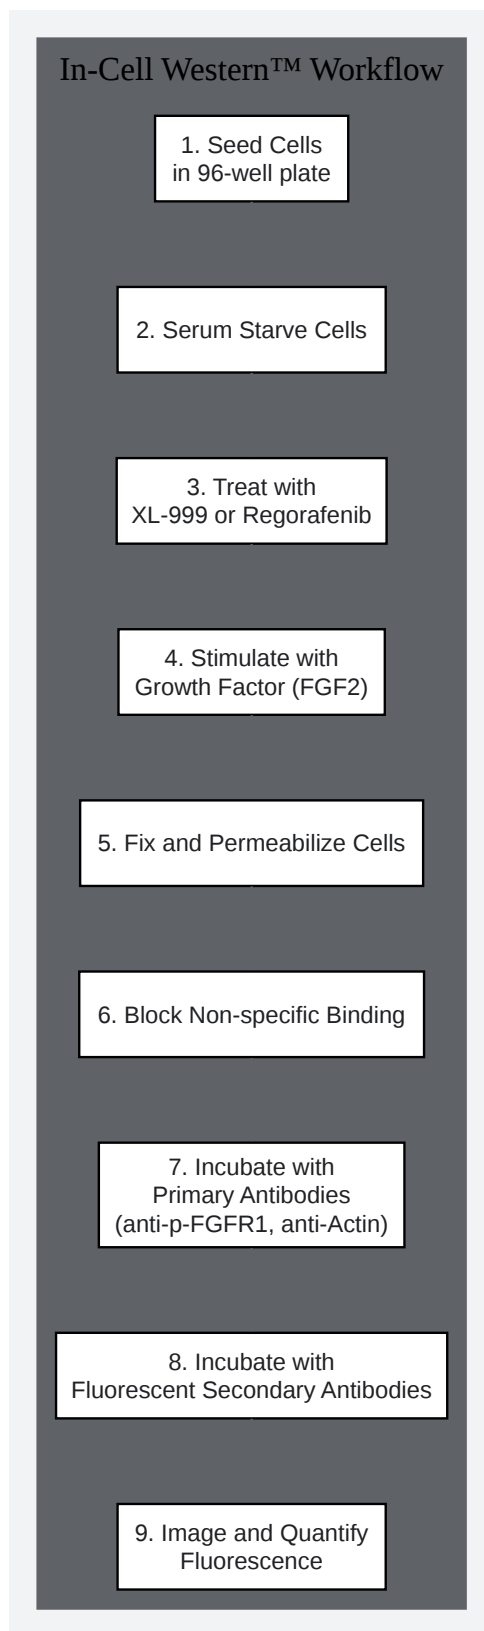 In-Cell Western™ Workflow
1. Seed Cells
in 96-well plate
2. Serum Starve Cells
3. Treat with
XL-999 or Regorafenib
4. Stimulate with
Growth Factor (FGF2)
5. Fix and Permeabilize Cells
6. Block Non-specific Binding
7. Incubate with
Primary Antibodies
(anti-p-FGFR1, anti-Actin)
8. Incubate with
Fluorescent Secondary Antibodies
9. Image and Quantify
Fluorescence